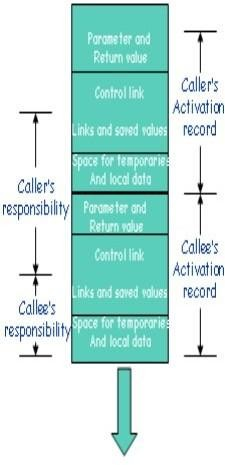 Parameter and
Return value
Control link
Links and saved values
Space for temporaries
And local data
Parameter and
Return value
Control link
Links and saved values
Space for temporaries
And local data
Caller's
responsibility
Callee's
responsibility
Caller's
Activation
record
Callee's
Activation
record